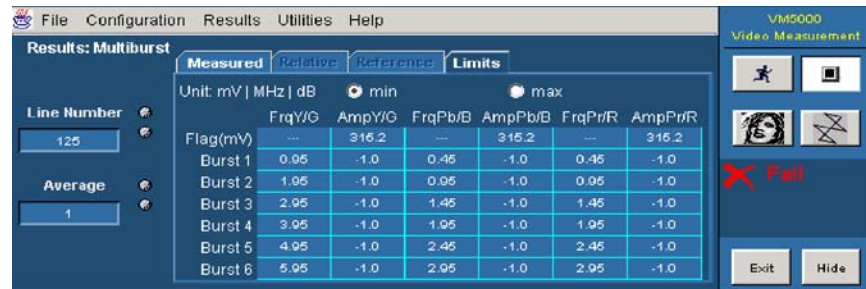 File Configuration Results Utilities Help
VM5000
Video Measurement
Results: Multiburst
Measured Relative Reference Limits
Unit: mV | MHz | dB min max
Line Number
125
Average
1
FrqY/G AmpY/G FrqPb/B AmpPb/B FrqPr/R AmpPr/R
Flag(mV) --- 315.2 --- 315.2 --- 315.2
Burst 1 0.95 -1.0 0.45 -1.0 0.45 -1.0
Burst 2 1.95 -1.0 0.95 -1.0 0.95 -1.0
Burst 3 2.95 -1.0 1.45 -1.0 1.45 -1.0
Burst 4 3.95 -1.0 1.95 -1.0 1.95 -1.0
Burst 5 4.95 -1.0 2.45 -1.0 2.45 -1.0
Burst 6 5.95 -1.0 2.95 -1.0 2.95 -1.0
Fail
Exit Hide